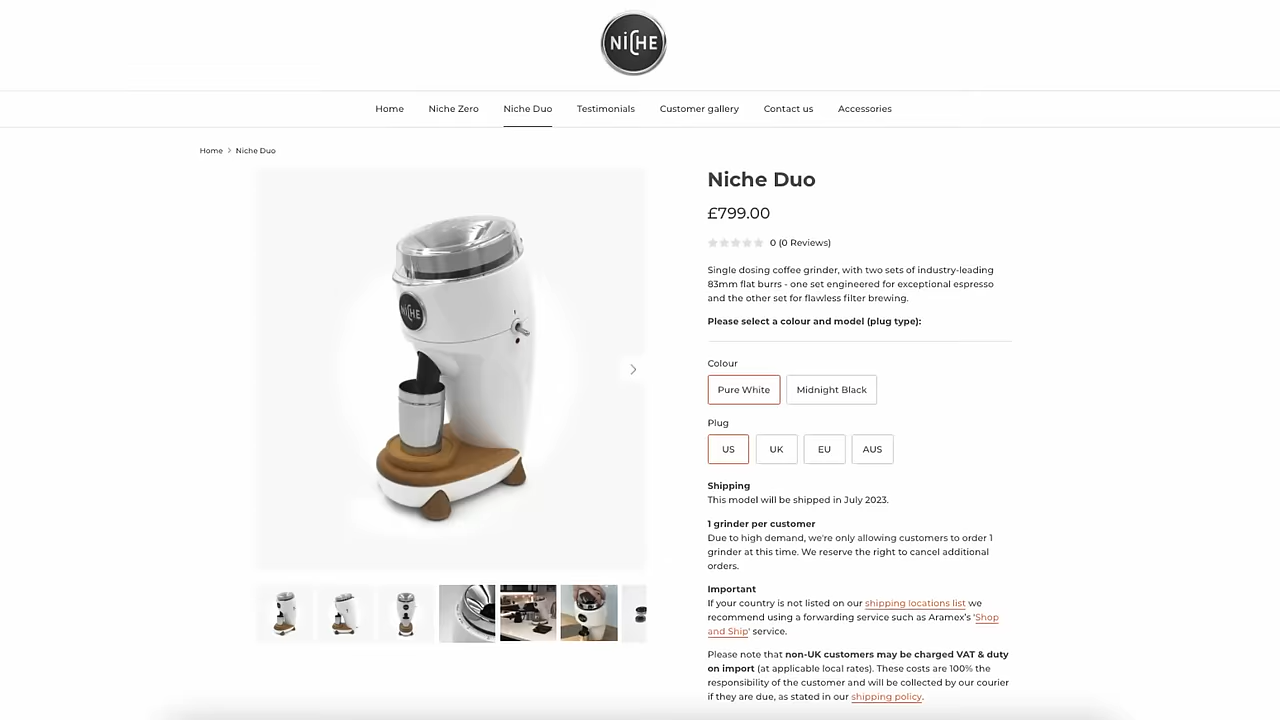 NiCHE
Home
Niche Zero
Niche Duo
Testimonials
Customer gallery
Contact us
Accessories
Home > Niche Duo
NiCHE
Niche Duo
£799.00
0 (0 Reviews)
Single dosing coffee grinder, with two sets of industry-leading
83mm flat burrs - one set engineered for exceptional espresso
and the other set for flawless filter brewing.
Please select a colour and model (plug type):
Colour
Pure White
Midnight Black
Plug
US
UK
EU
AUS
Shipping
This model will be shipped in July 2023.
1 grinder per customer
Due to high demand, we're only allowing customers to order 1
grinder at this time. We reserve the right to cancel additional
orders.
Important
If your country is not listed on our shipping locations list we
recommend using a forwarding service such as Aramex's 'Shop
and Ship' service.
Please note that non-UK customers may be charged VAT & duty
on import (at applicable local rates). These costs are 100% the
responsibility of the customer and will be collected by our courier
if they are due, as stated in our shipping policy.